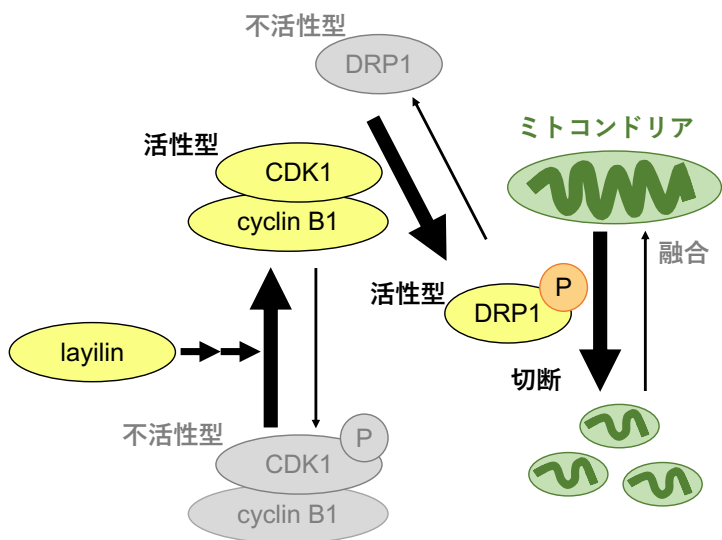 不活性型
DRP1
活性型
CDK1
cyclin B1
ミトコンドリア
融合
活性型
P
DRP1
layilin
切断
不活性型
P
CDK1
cyclin B1